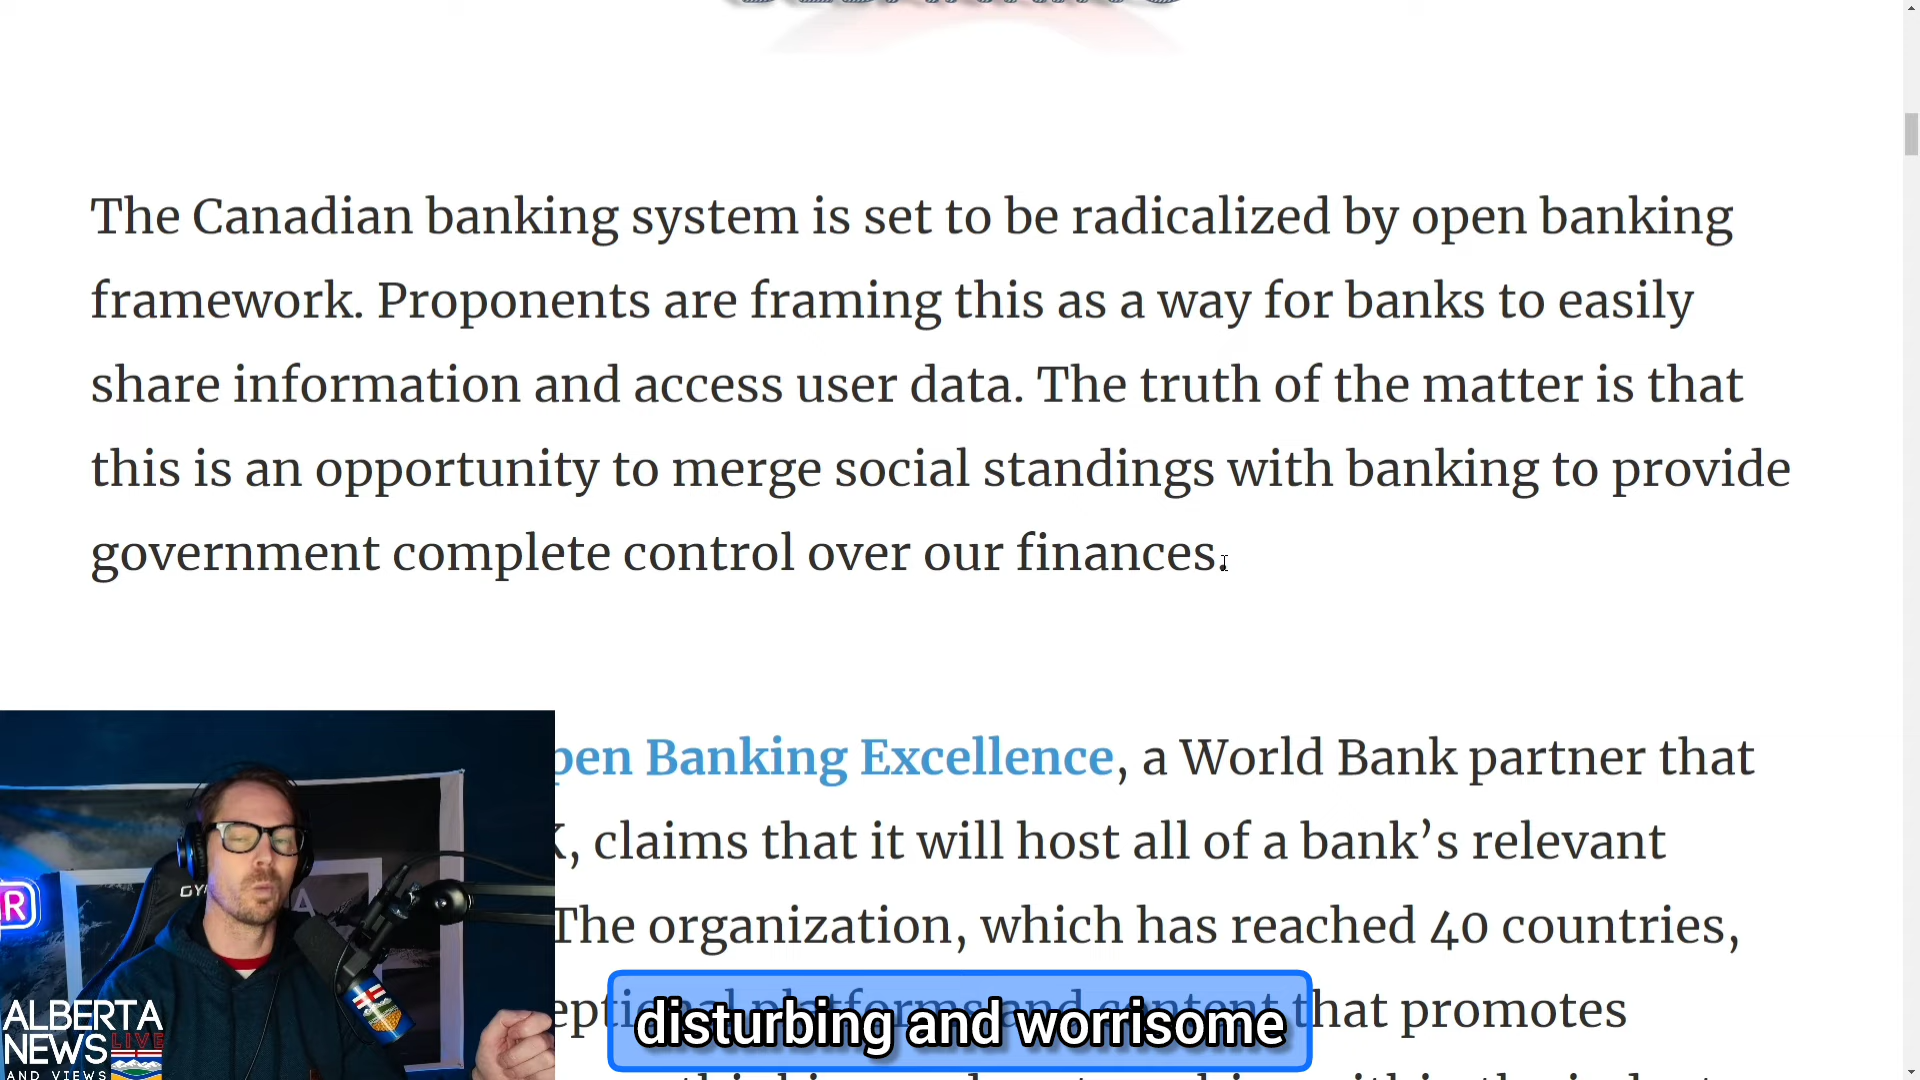 The Canadian banking system is set to be radicalized by open banking
framework. Proponents are framing this as a way for banks to easily
share information and access user data. The truth of the matter is that
this is an opportunity to merge social standings with banking to provide
government complete control over our finances.
pen Banking Excellence, a World Bank partner that
, claims that it will host all of a bank’s relevant
The organization, which has reached 40 countries,
platforms and content that promotes
disturbing and worrisome
ALBERTA
NEWS LIVE
AND VIEWS